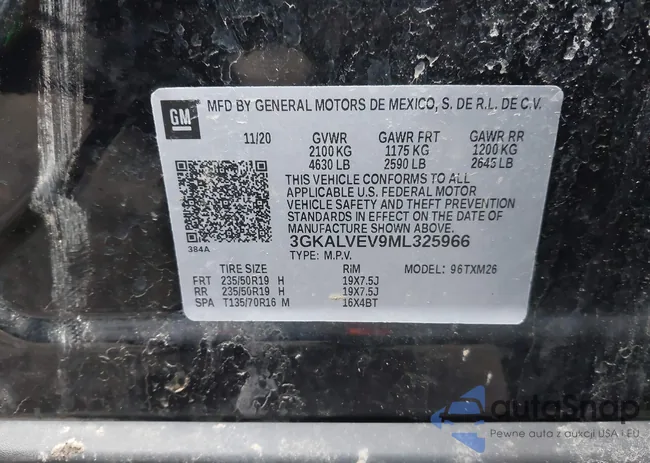 GM
MFD BY GENERAL MOTORS DE MEXICO, S. DE R.L. DE C.V.
11/20 GVWR GAWR FRT GAWR RR
2100 KG 1175 KG 1200 KG
4630 LB 2590 LB 2645 LB
THIS VEHICLE CONFORMS TO ALL
APPLICABLE U.S. FEDERAL MOTOR
VEHICLE SAFETY AND THEFT PREVENTION
STANDARDS IN EFFECT ON THE DATE OF
MANUFACTURE SHOWN ABOVE.
384A
3GKALVEV9ML325966
TYPE: M.P.V.
TIRE SIZE RIM MODEL: 96TXM26
FRT 235/50R19 H 19X7.5J
RR 235/50R19 H 19X7.5J
SPA T135/70R16 M 16X4BT
autoSnap
Pewne auta z aukcji USA i EU